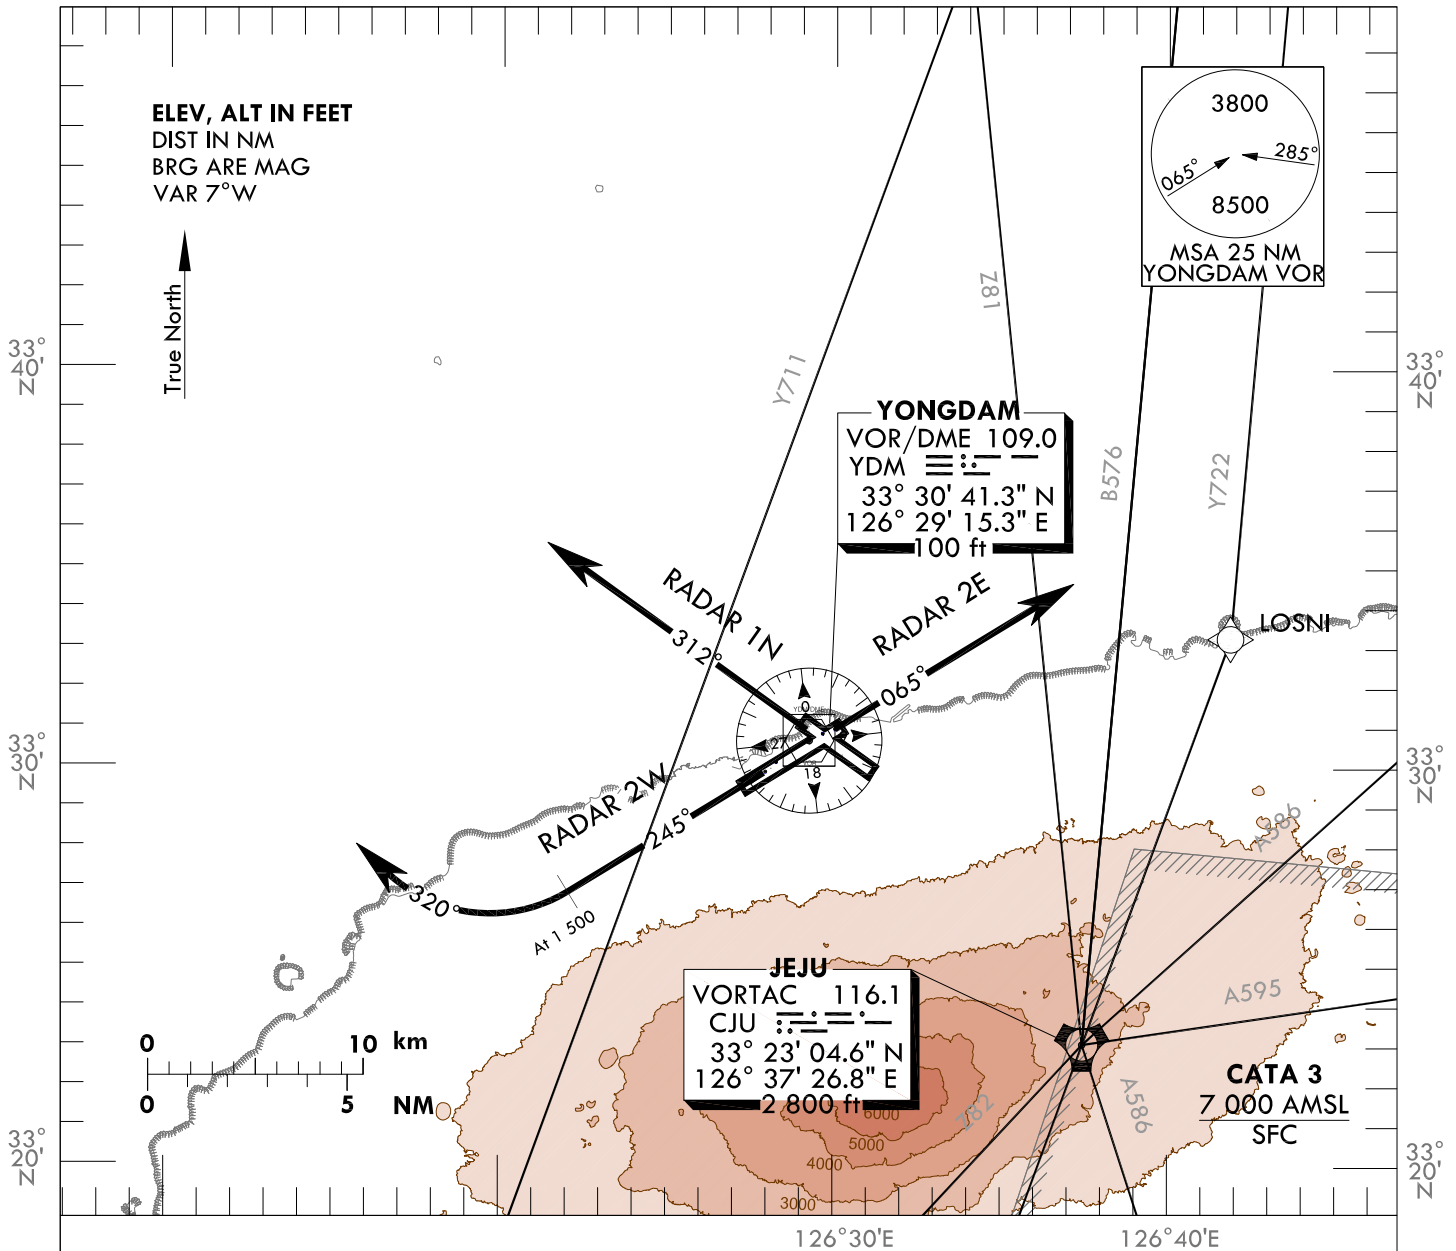 ELEV, ALT IN FEET
DIST IN NM
BRG ARE MAG
VAR 7°W
True North
3800
065°
285°
8500
MSA 25 NM
YONGDAM VOR
Z81
Y711
B576
Y722
33°
40'
N
33°
40'
N
YONGDAM
VOR/DME 109.0
YDM
33° 30' 41.3" N
126° 29' 15.3" E
100 ft
RADAR 1N
312°
RADAR 2E
065°
LOSNI
0
27
18
33°
30'
N
33°
30'
N
RADAR 2W
245°
320°
At 1 500
A586
JEJU
VORTAC 116.1
CJU
33° 23' 04.6" N
126° 37' 26.8" E
2 800 ft
A595
0 10 km
0 5 NM
CATA 3
7 000 AMSL
SFC
Z82
A586
6000
5000
4000
3000
33°
20'
N
33°
20'
N
126°30'E
126°40'E